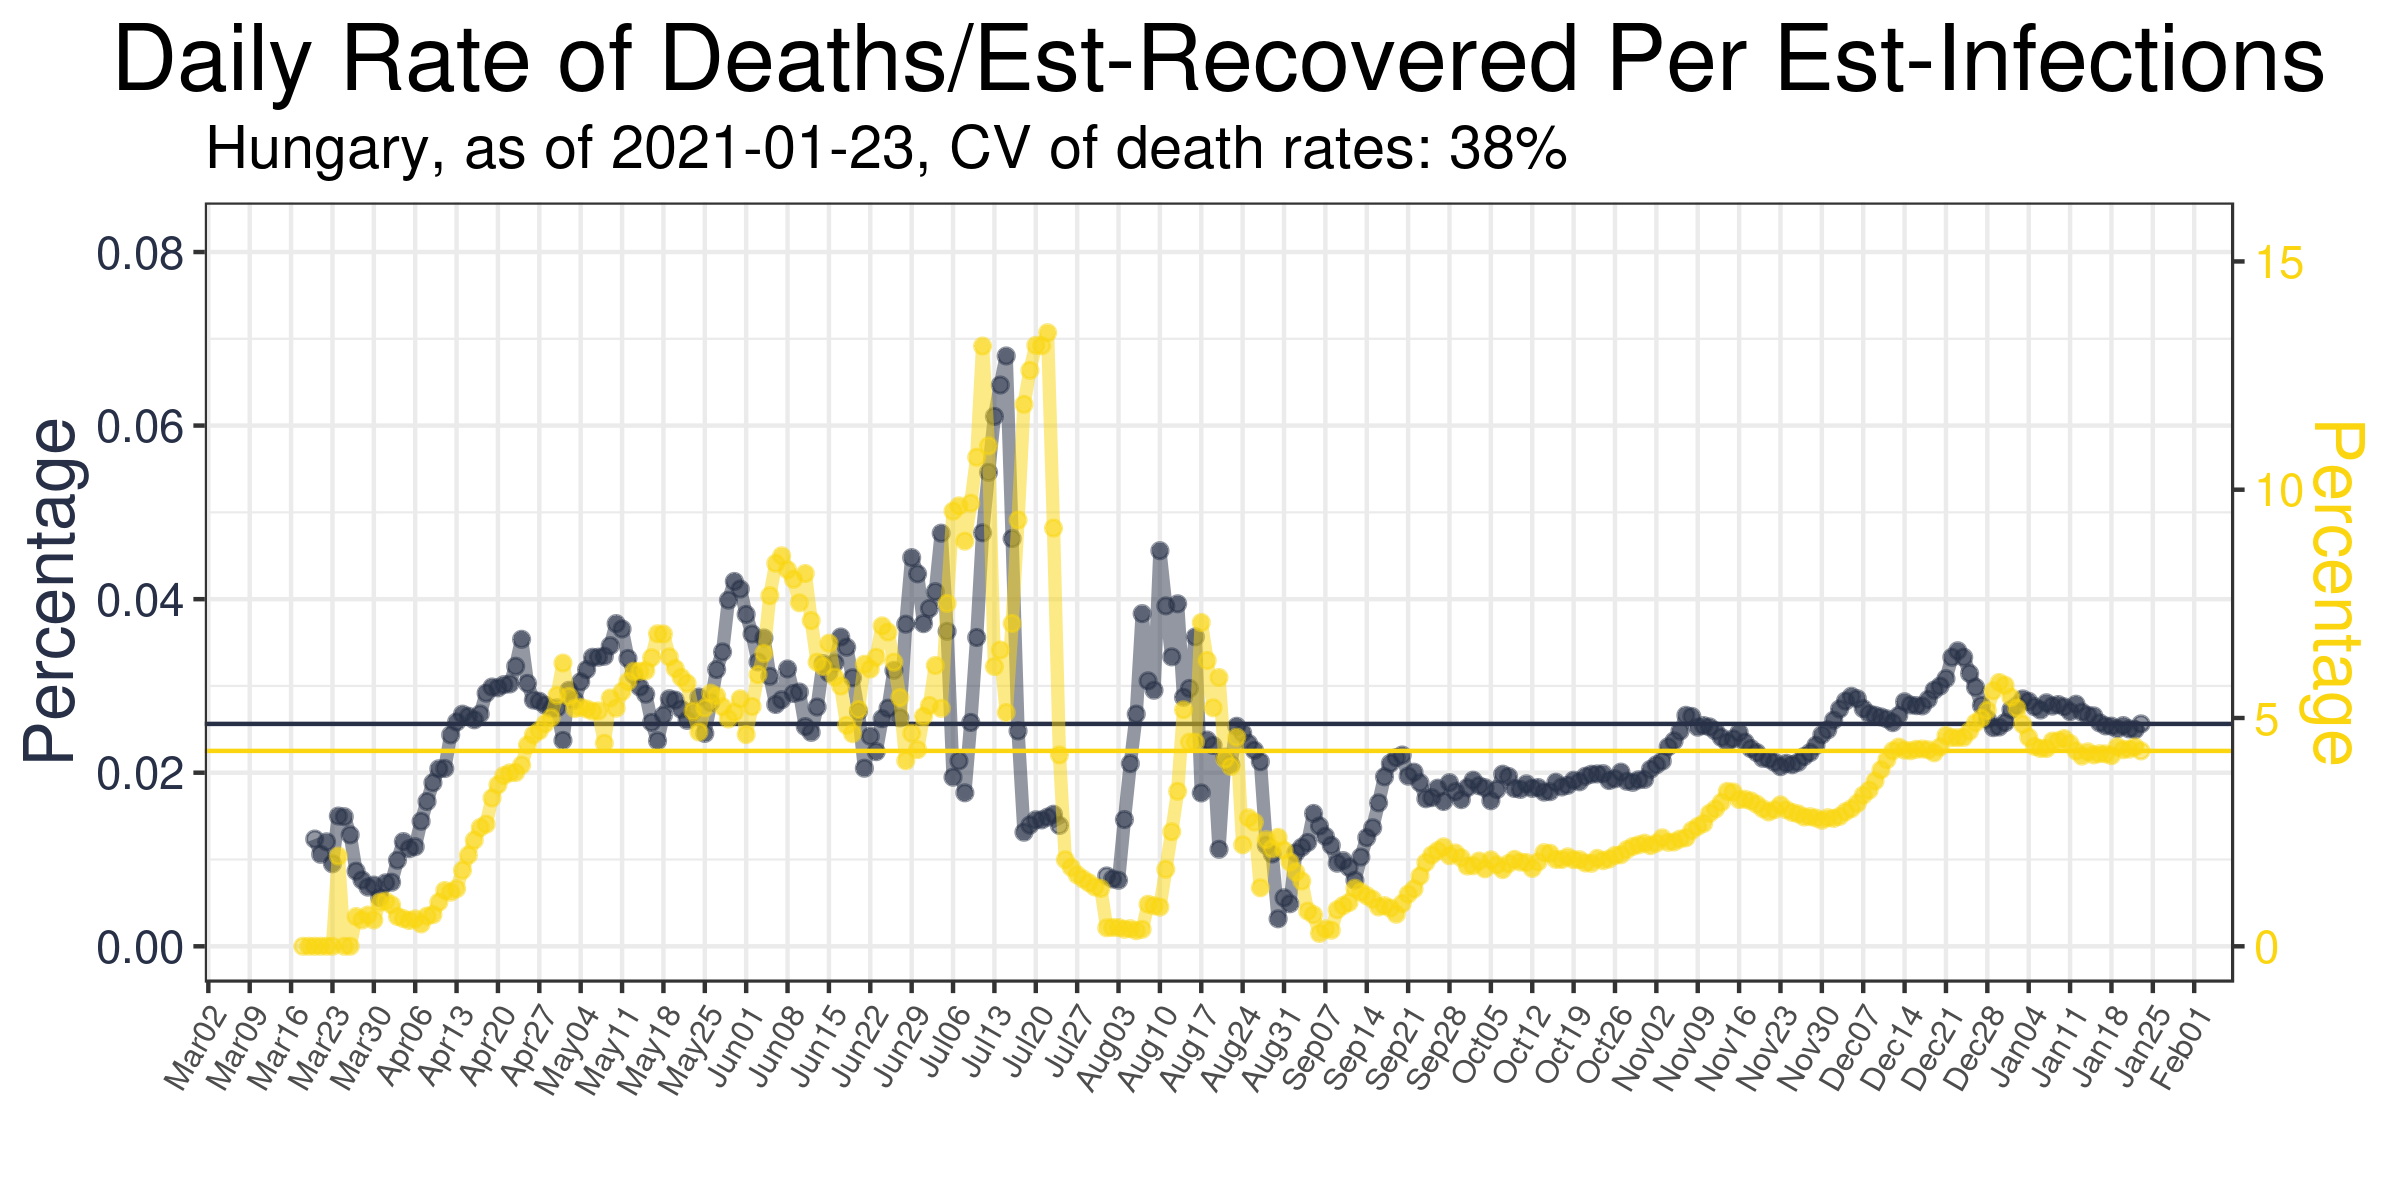 Daily Rate of Deaths/Est-Recovered Per Est-Infections
Hungary, as of 2021-01-23, CV of death rates: 38%
Percentage
0.08
0.06
0.04
0.02
0.00
15
10
5
0
Percentage
Mar02
Mar09
Mar16
Mar23
Mar30
Apr06
Apr13
Apr20
Apr27
May04
May11
May18
May25
Jun01
Jun08
Jun15
Jun22
Jun29
Jul06
Jul13
Jul20
Jul27
Aug03
Aug10
Aug17
Aug24
Aug31
Sep07
Sep14
Sep21
Sep28
Oct05
Oct12
Oct19
Oct26
Nov02
Nov09
Nov16
Nov23
Nov30
Dec07
Dec14
Dec21
Dec28
Jan04
Jan11
Jan18
Jan25
Feb01